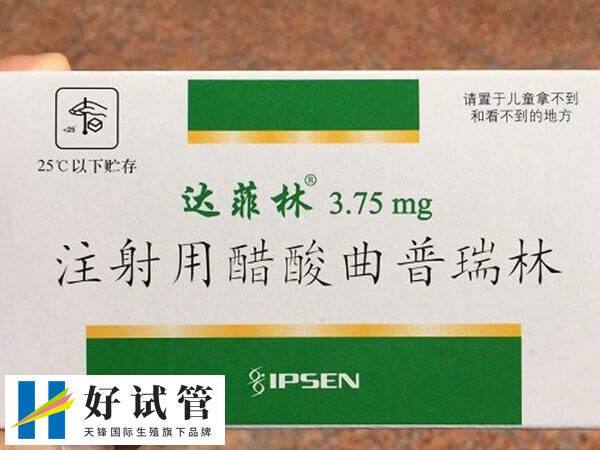 <25°
25℃以下贮存
请置于儿童拿不到
和看不到的地方
达菲林® 3.75 mg
注射用醋酸曲普瑞林
IPSEN
好试管
天锋国际生殖旗下品牌